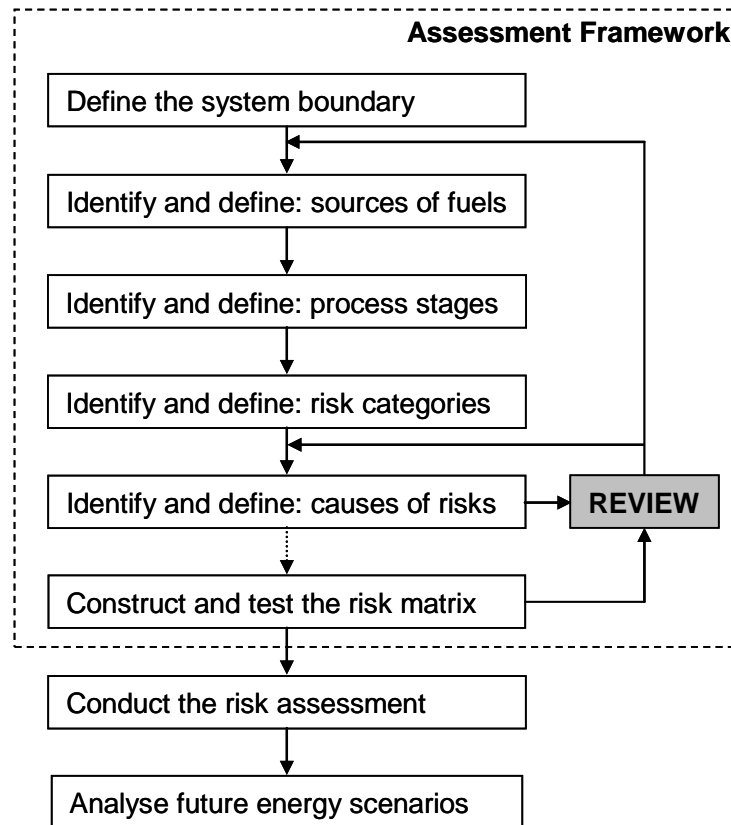 Assessment Framework
Define the system boundary
Identify and define: sources of fuels
Identify and define: process stages
Identify and define: risk categories
Identify and define: causes of risks
REVIEW
Construct and test the risk matrix
Conduct the risk assessment
Analyse future energy scenarios